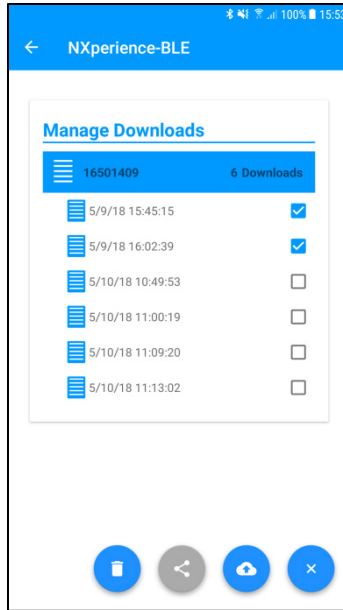 100% 15:53
NXperience-BLE
Manage Downloads
16501409 6 Downloads
5/9/18 15:45:15
5/9/18 16:02:39
5/10/18 10:49:53
5/10/18 11:00:19
5/10/18 11:09:20
5/10/18 11:13:02